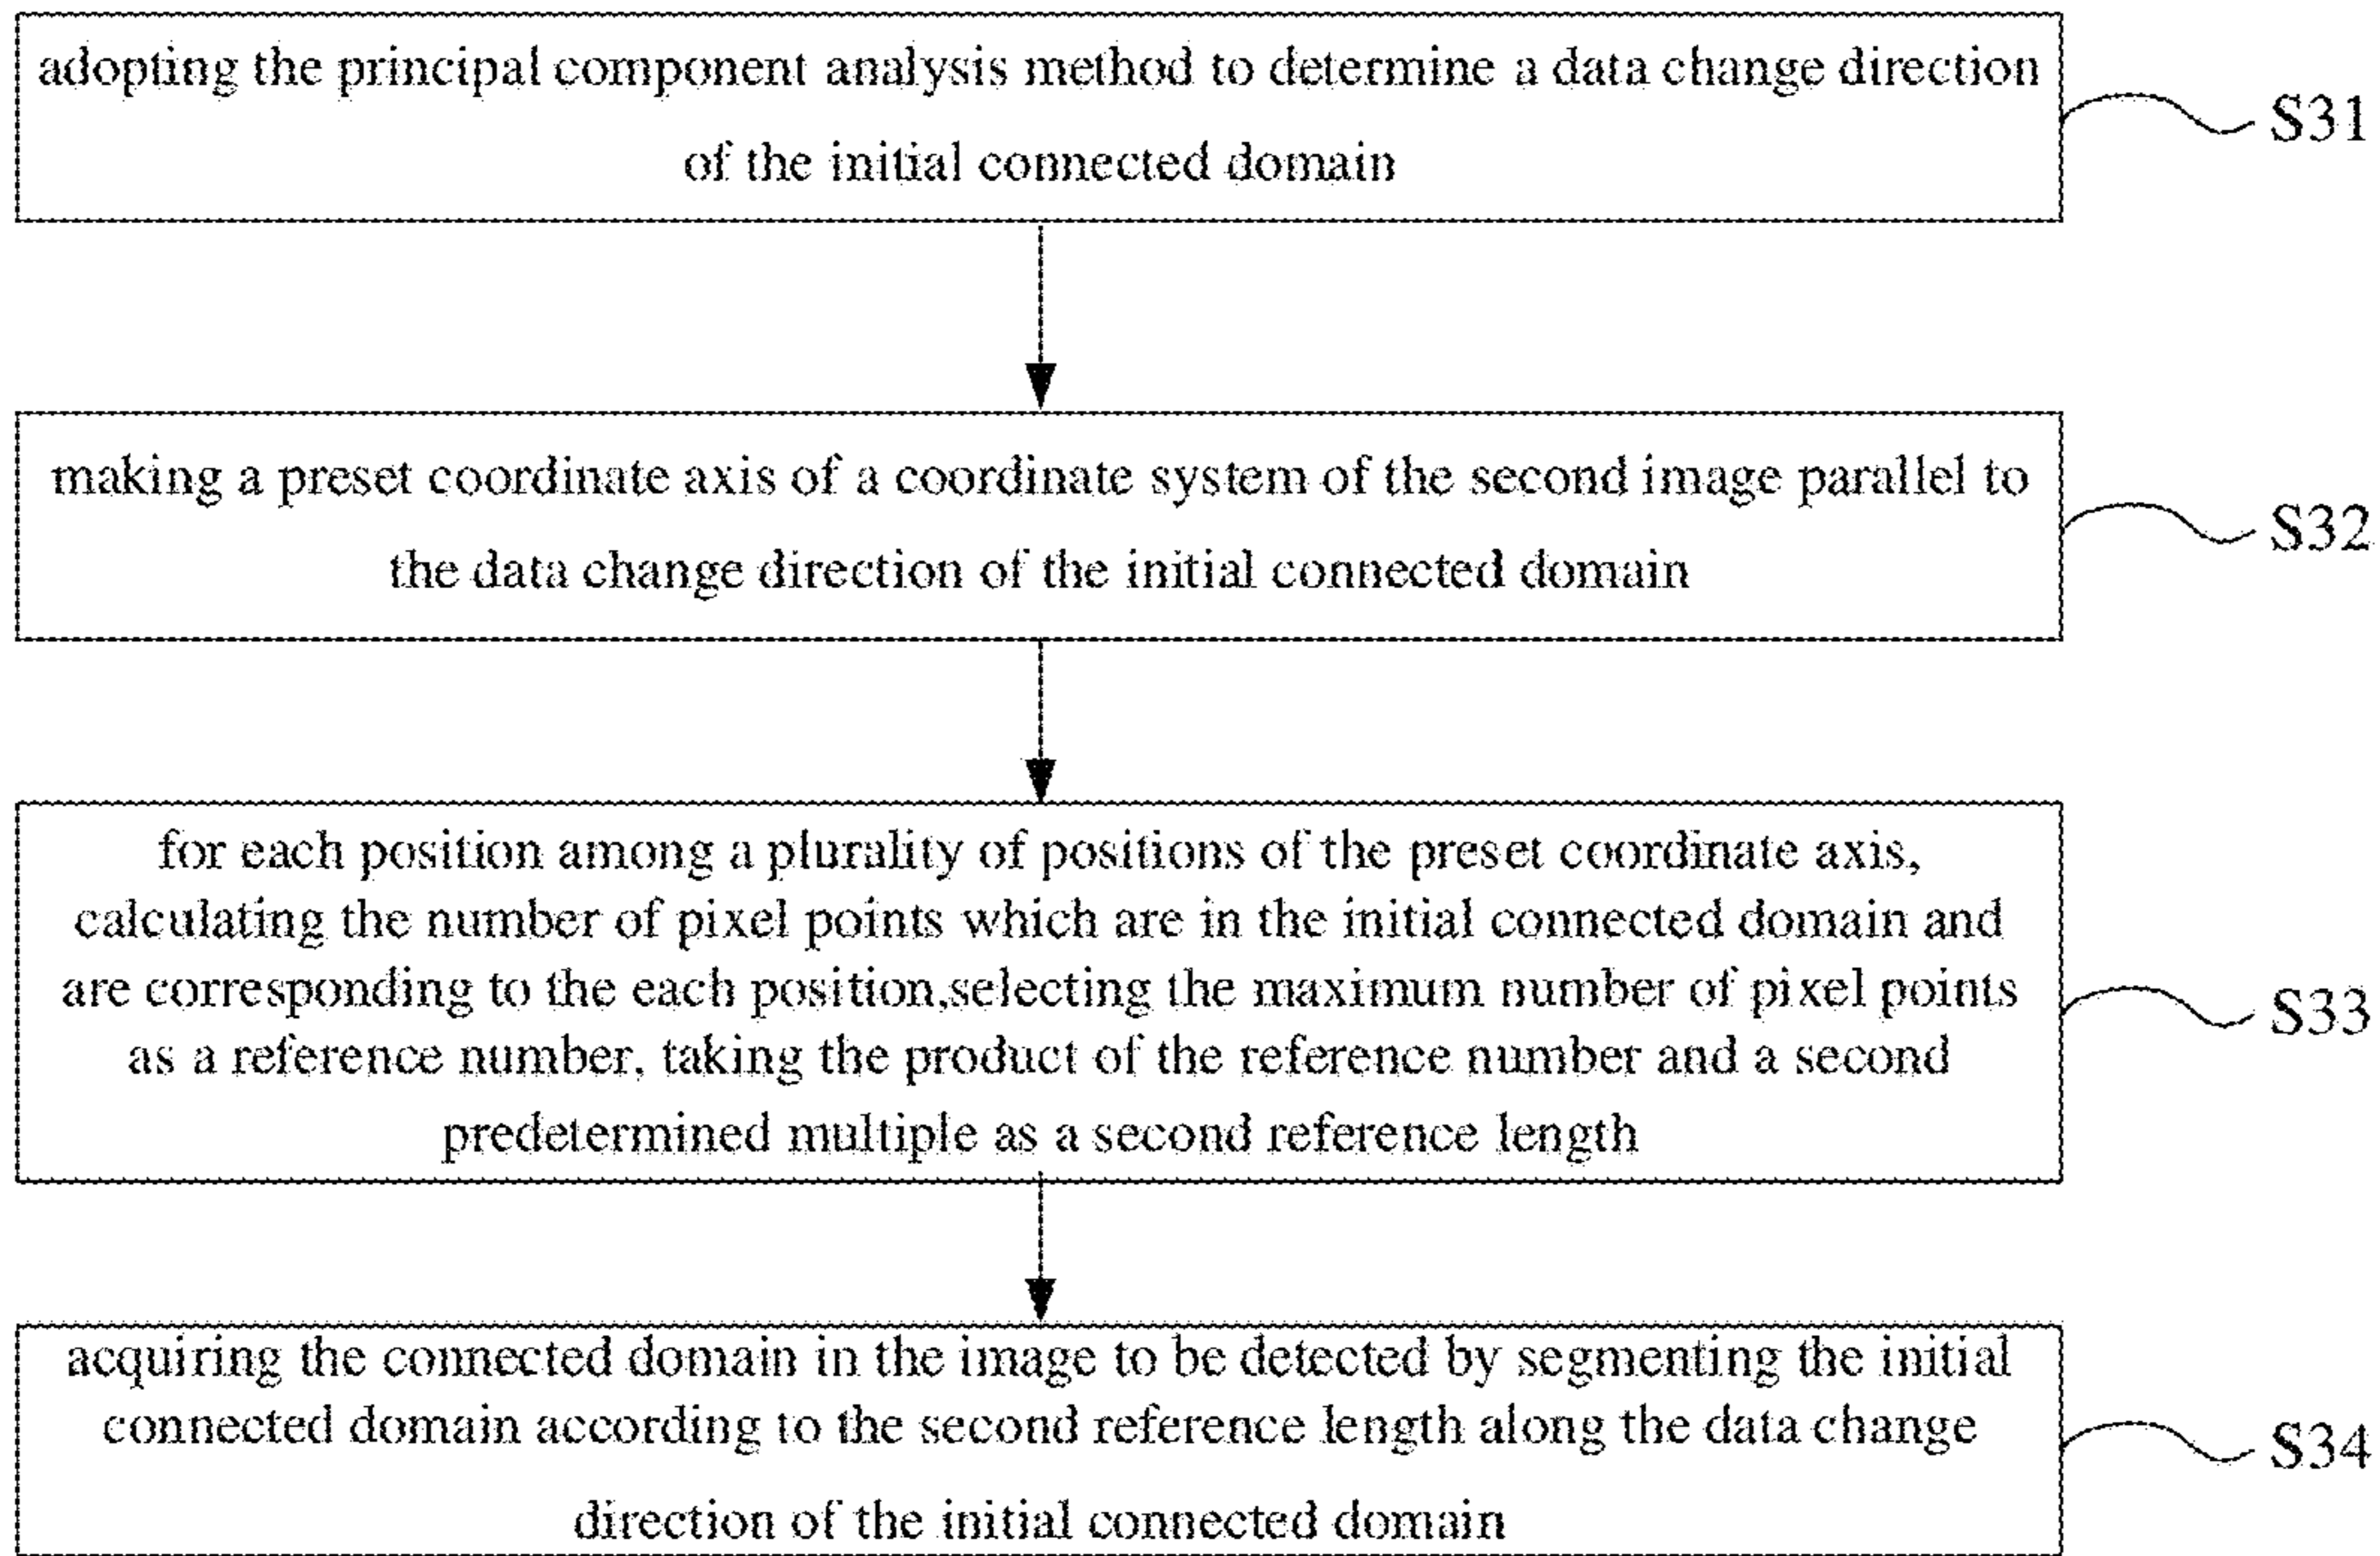 adopting the principal component analysis method to determine a data change direction
of the initial connected domain
S31
making a preset coordinate axis of a coordinate system of the second image parallel to
the data change direction of the initial connected domain
S32
for each position among a plurality of positions of the preset coordinate axis,
calculating the number of pixel points which are in the initial connected domain and
are corresponding to the each position,selecting the maximum number of pixel points
as a reference number, taking the product of the reference number and a second
predetermined multiple as a second reference length
S33
acquiring the connected domain in the image to be detected by segmenting the initial
connected domain according to the second reference length along the data change
direction of the initial connected domain
S34